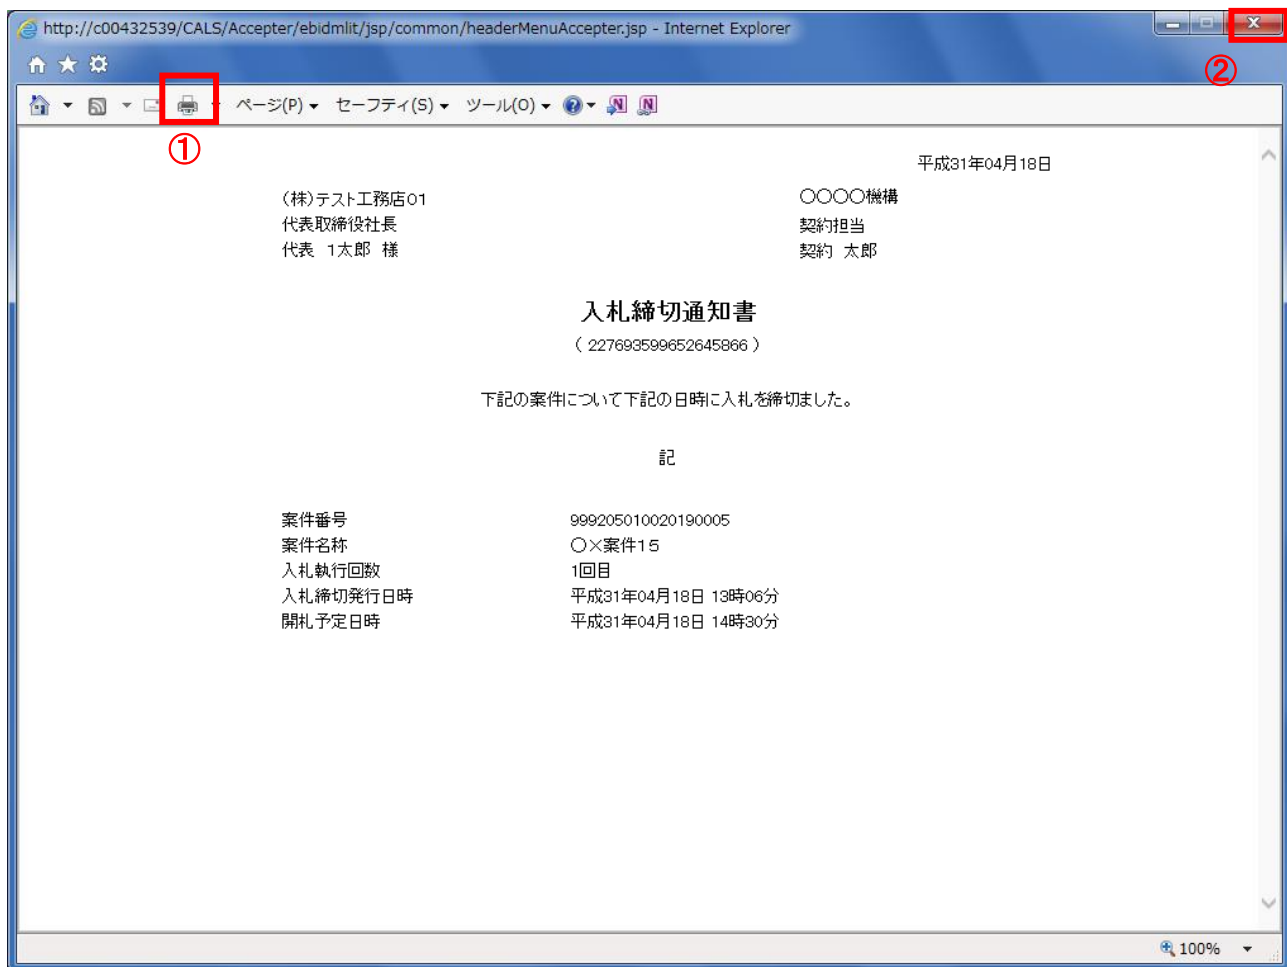 http://c00432539/CALS/Accepter/ebidmlit/jsp/common/headerMenuAccepter.jsp - Internet Explorer
②
ページ(P) セーフティ(S) ツール(O)
①
平成31年04月18日
(株)テスト工務店01
〇〇〇〇機構
代表取締役社長
契約担当
代表 1太郎 様
契約 太郎
入札締切通知書
( 227693599652645866 )
下記の案件について下記の日時に入札を締切ました。
記
案件番号 999205010020190005
案件名称 〇×案件15
入札執行回数 1回目
入札締切発行日時 平成31年04月18日 13時06分
開札予定日時 平成31年04月18日 14時30分
100%